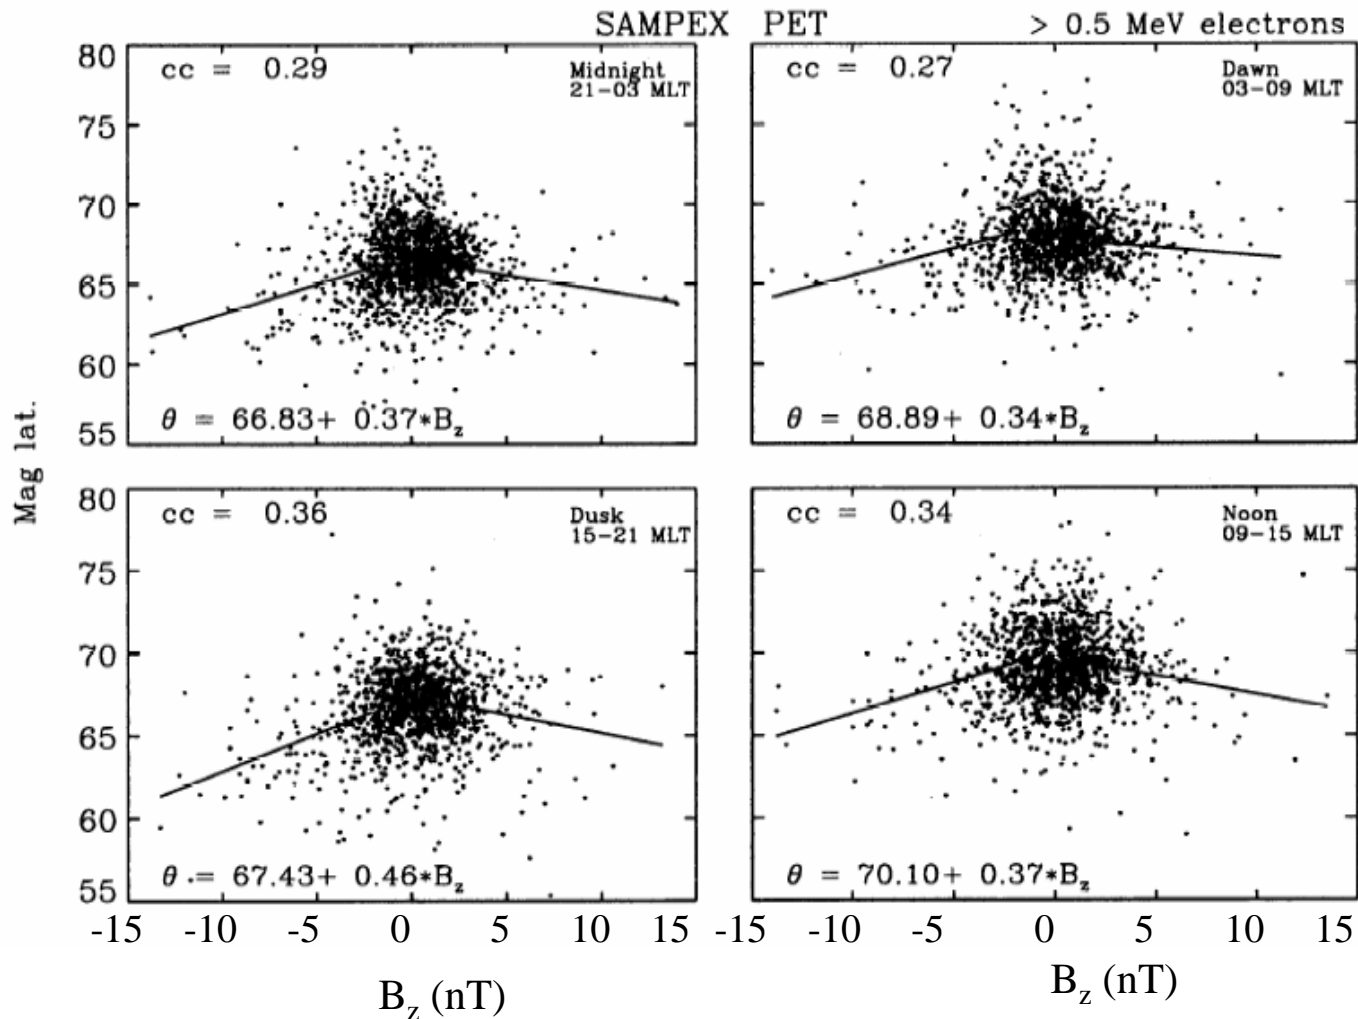 SAMPEX PET > 0.5 MeV electrons
80
75
70
65
60
55
cc = 0.29
Midnight
21-03 MLT
θ = 66.83+ 0.37*Bz
cc = 0.27
Dawn
03-09 MLT
θ = 68.89+ 0.34*Bz
Mag lat.
80
75
70
65
60
55
cc = 0.36
Dusk
15-21 MLT
θ = 67.43+ 0.46*Bz
cc = 0.34
Noon
09-15 MLT
θ = 70.10+ 0.37*Bz
-15 -10 -5 0 5 10 -15 -10 -5 0 5 10 15
Bz (nT)
Bz (nT)